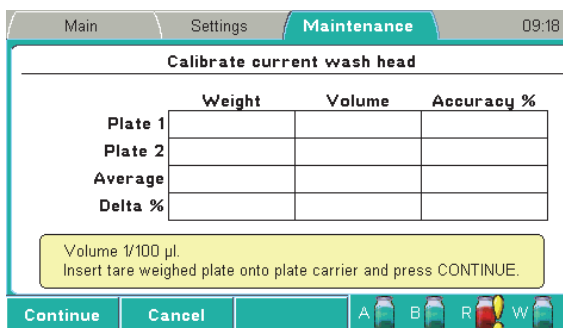 Main Settings Maintenance 09:18
Calibrate current wash head
Weight Volume Accuracy %
Plate 1
Plate 2
Average
Delta %
Volume 1/100 µl.
Insert tare weighed plate onto plate carrier and press CONTINUE.
Continue Cancel A B R W